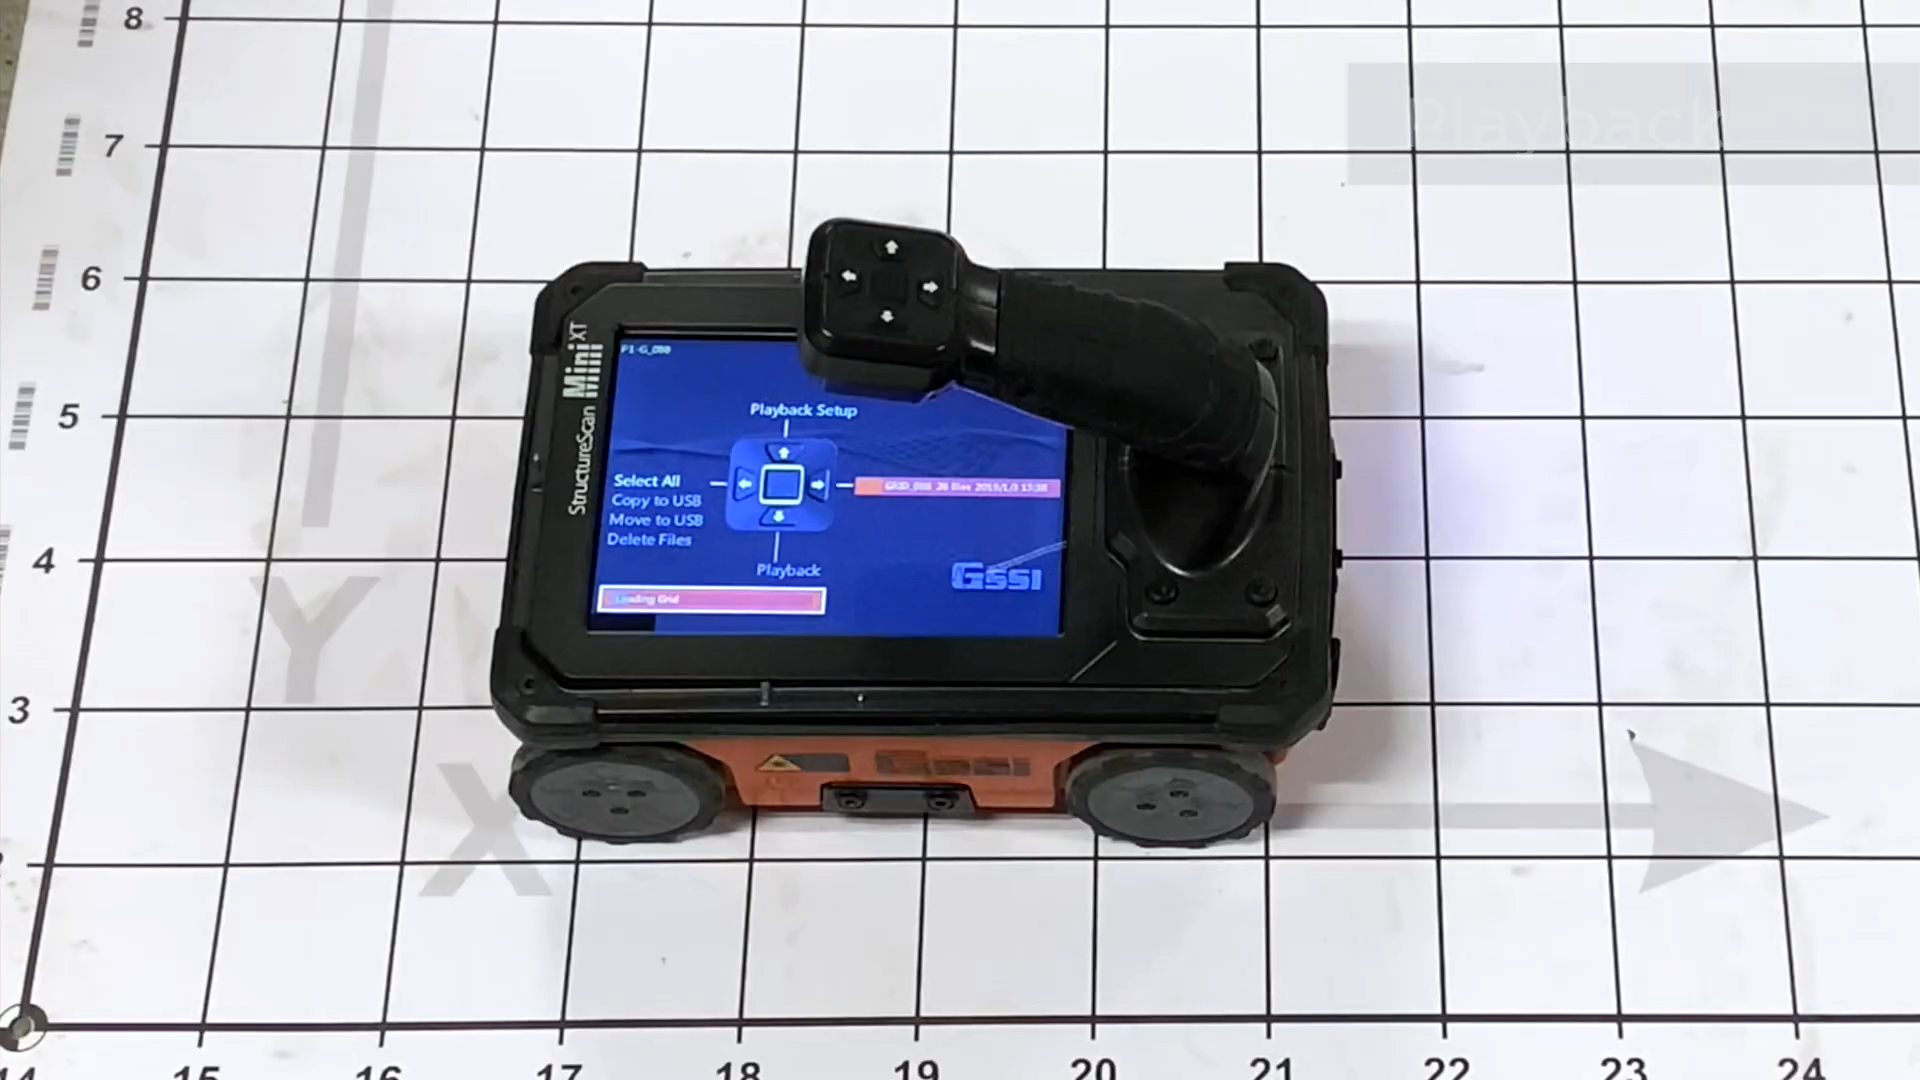 8
Playback
7
6
P1-G_080
StructureScan Mini XT
5
Playback Setup
Select All
Copy to USB
Move to USB
Delete Files
4
Playback
GSSI
Loading Grid
Y
3
X
14 15 16 17 18 19 20 21 22 23 24